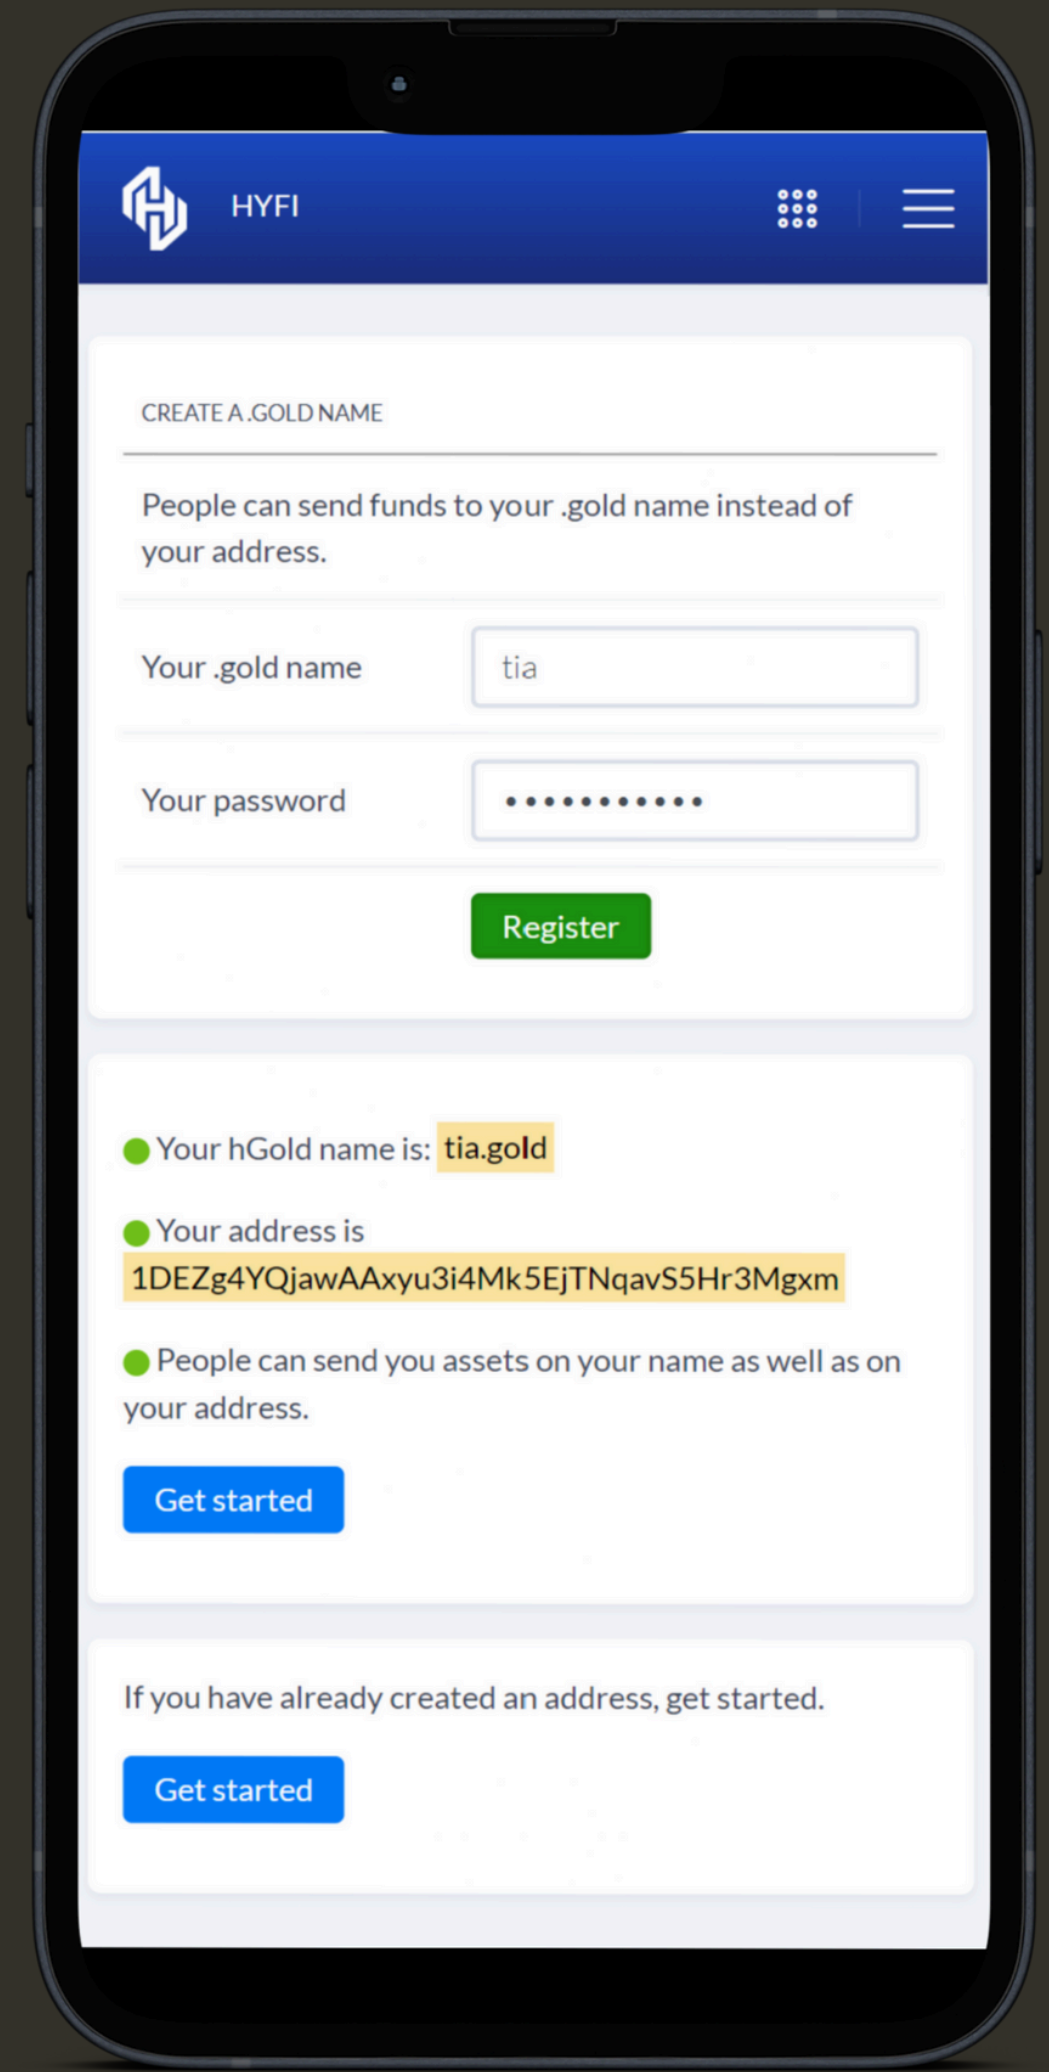 HYFI
CREATE A .GOLD NAME
People can send funds to your .gold name instead of
your address.
Your .gold name
tia
Your password
•••••••••••
Register
Your hGold name is: tia.gold
Your address is
1DEZg4YQjawAAxyu3i4Mk5EjTNqavS5Hr3Mgxm
People can send you assets on your name as well as on
your address.
Get started
If you have already created an address, get started.
Get started